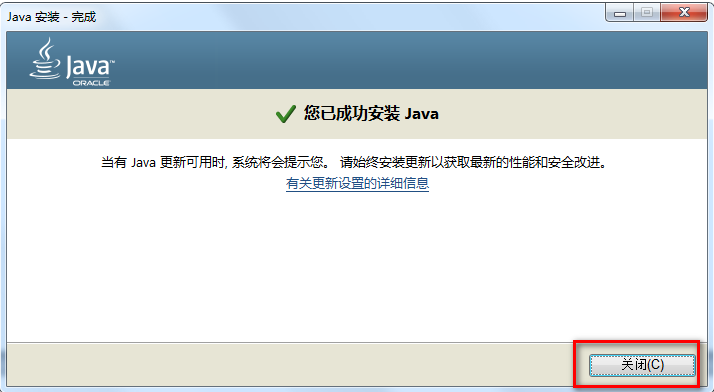 Java 安装 - 完成
Java™
ORACLE
您已成功安装 Java
当有 Java 更新可用时, 系统将会提示您。 请始终安装更新以获取最新的性能和安全改进。
有关更新设置的详细信息
关闭(C)